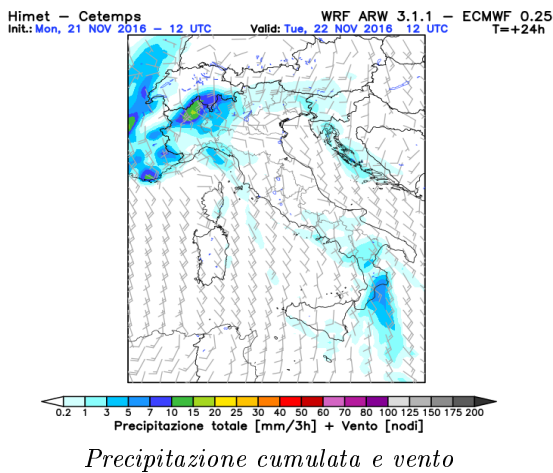 Himet – Cetemps WRF ARW 3.1.1 – ECMWF 0.25
Init.: Mon, 21 NOV 2016 – 12 UTC Valid: Tue, 22 NOV 2016 12 UTC T=+24h
0.2 1 3 5 7 10 15 20 25 30 40 50 60 70 80 100 125 150 175 200
Precipitazione totale [mm/3h] + Vento [nodi]
Precipitazione cumulata e vento